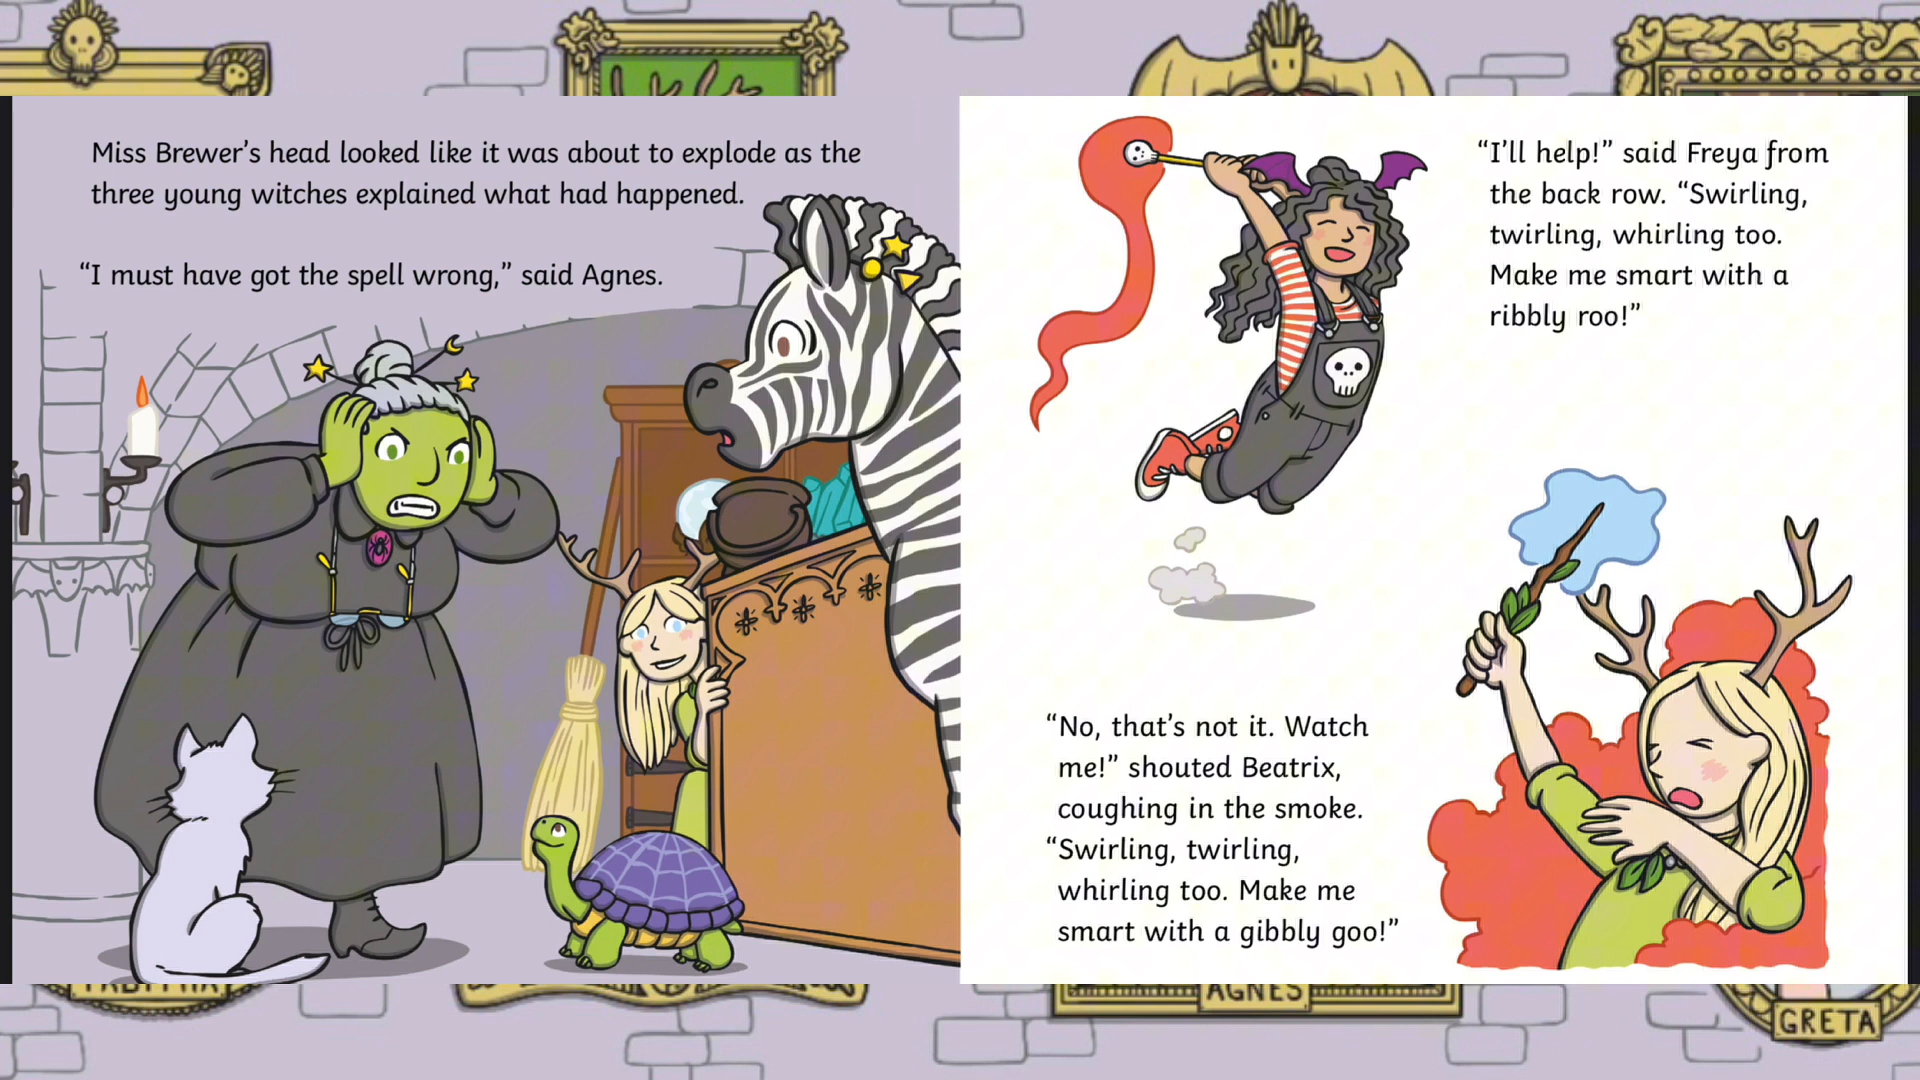 Miss Brewer’s head looked like it was about to explode as the
three young witches explained what had happened.
“I must have got the spell wrong,” said Agnes.
“I’ll help!” said Freya from
the back row. “Swirling,
twirling, whirling too.
Make me smart with a
ribbly roo!”
“No, that’s not it. Watch
me!” shouted Beatrix,
coughing in the smoke.
“Swirling, twirling,
whirling too. Make me
smart with a gibbly goo!”
AGNES
GRETA